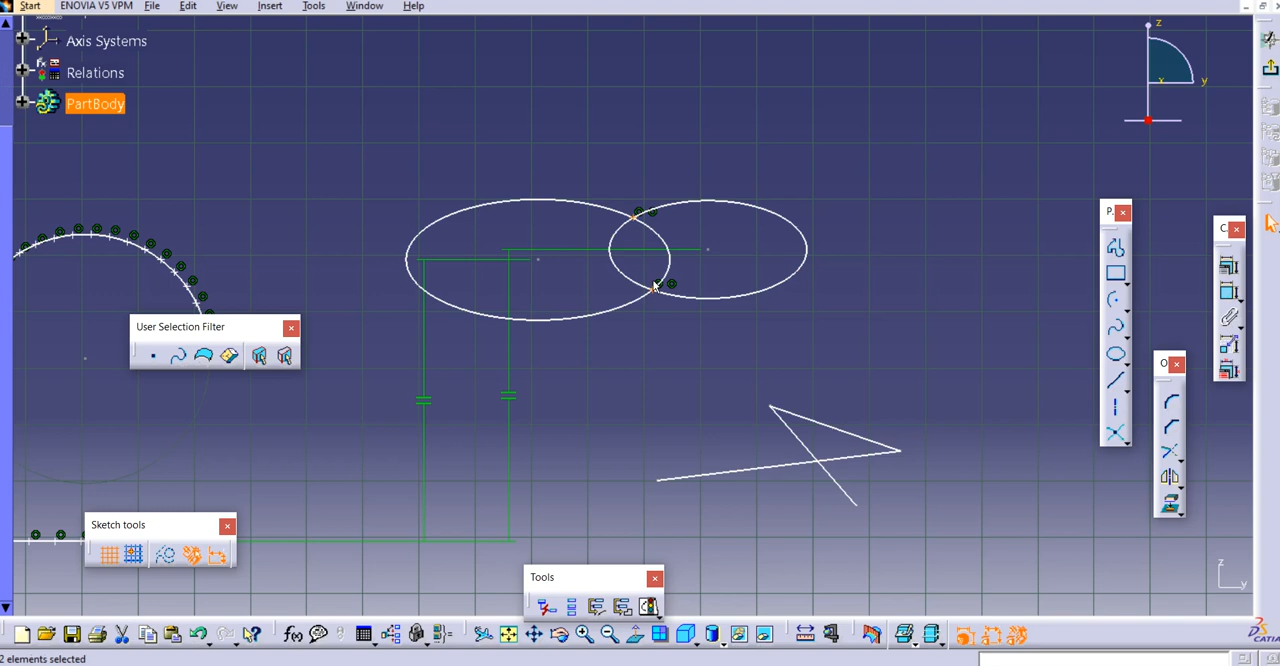 Start ENOVIA V5 VPM File Edit View Insert Tools Window Help
Axis Systems
Relations
PartBody
z
x y
P.
C.
User Selection Filter
O
Sketch tools
Tools
z
y
f(x)
CATIA
2 elements selected